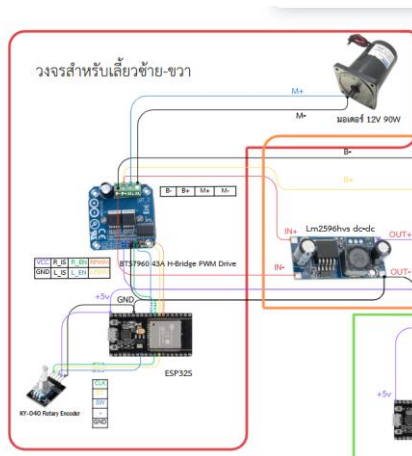 วงจรสำหรับเลี้ยวซ้าย-ขวา
M+
M-
มอเตอร์ 12V 90W
B-
B+
B- B+ M+ M-
Lm2596hvs dc-dc
IN+
OUT+
IN-
OUT-
BTS7960 43A H-Bridge PWM Drive
VCC R_IS R_EN RPWM
GND L_IS L_EN LPWM
+5v
GND
ESP32S
KY-040 Rotary Encoder
CLK
SW
+
GND
+5v